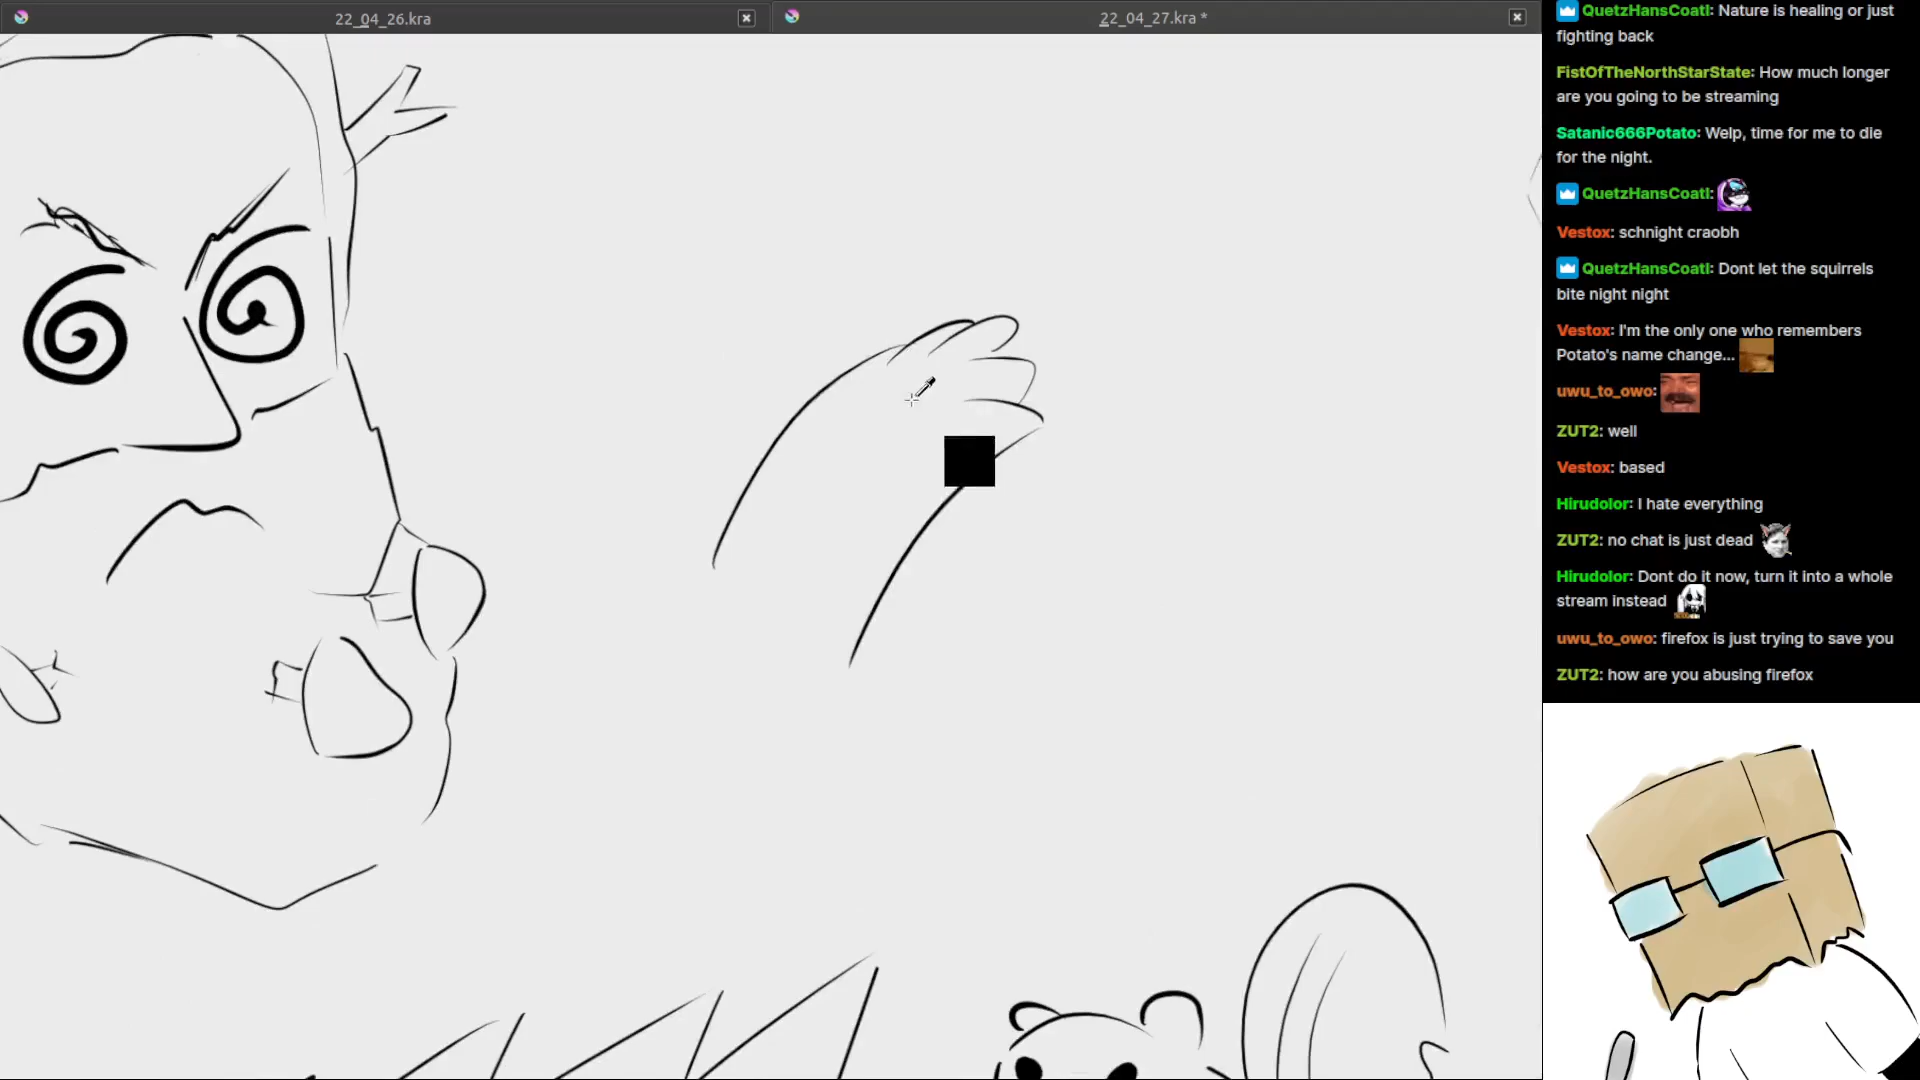 22_04_26.kra
22_04_27.kra *
QuetzHansCoatl: Nature is healing or just
fighting back
FistOfTheNorthStarState: How much longer
are you going to be streaming
Satanic666Potato: Welp, time for me to die
for the night.
QuetzHansCoatl:
Vestox: schnight craobh
QuetzHansCoatl: Dont let the squirrels
bite night night
Vestox: I'm the only one who remembers
Potato's name change...
uwu_to_owo:
ZUT2: well
Vestox: based
Hirudolor: I hate everything
ZUT2: no chat is just dead
Hirudolor: Dont do it now, turn it into a whole
stream instead
uwu_to_owo: firefox is just trying to save you
ZUT2: how are you abusing firefox